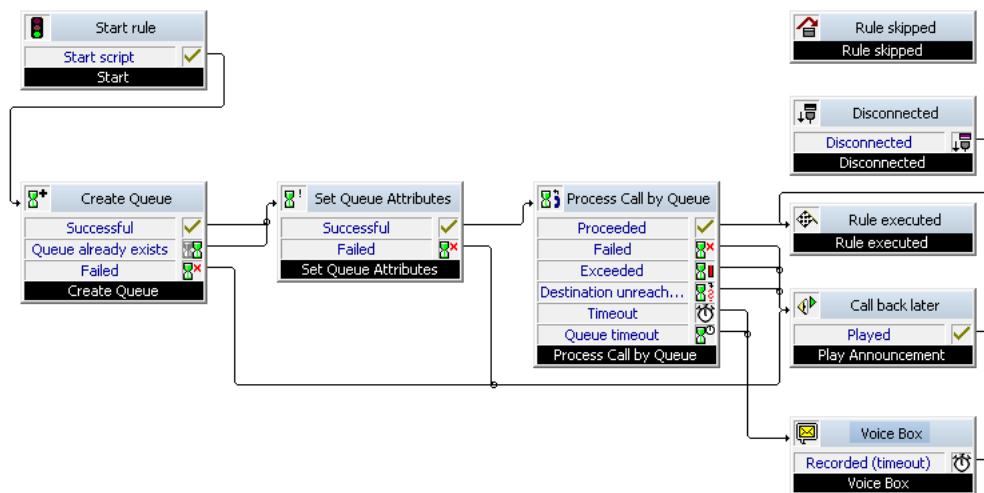 Start rule
Start script
Start
Create Queue
Successful
Queue already exists
Failed
Create Queue
Set Queue Attributes
Successful
Failed
Set Queue Attributes
Process Call by Queue
Proceeded
Failed
Exceeded
Destination unreach...
Timeout
Queue timeout
Process Call by Queue
Rule skipped
Rule skipped
Disconnected
Disconnected
Disconnected
Rule executed
Rule executed
Call back later
Played
Play Announcement
Voice Box
Recorded (timeout)
Voice Box